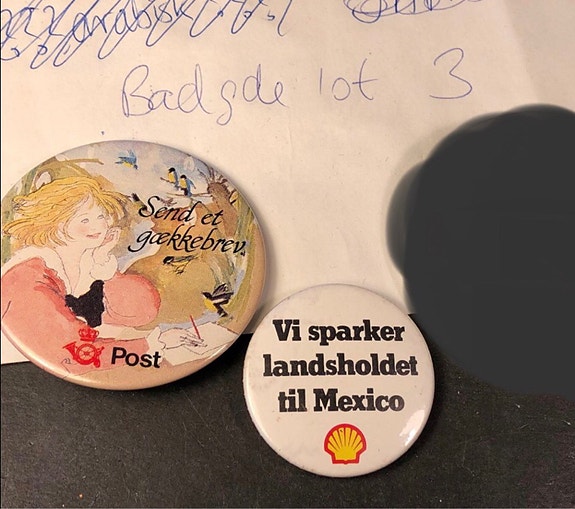 Badgde lot 3
Send et
gækkebrev
Post
Vi sparker
landsholdet
til Mexico